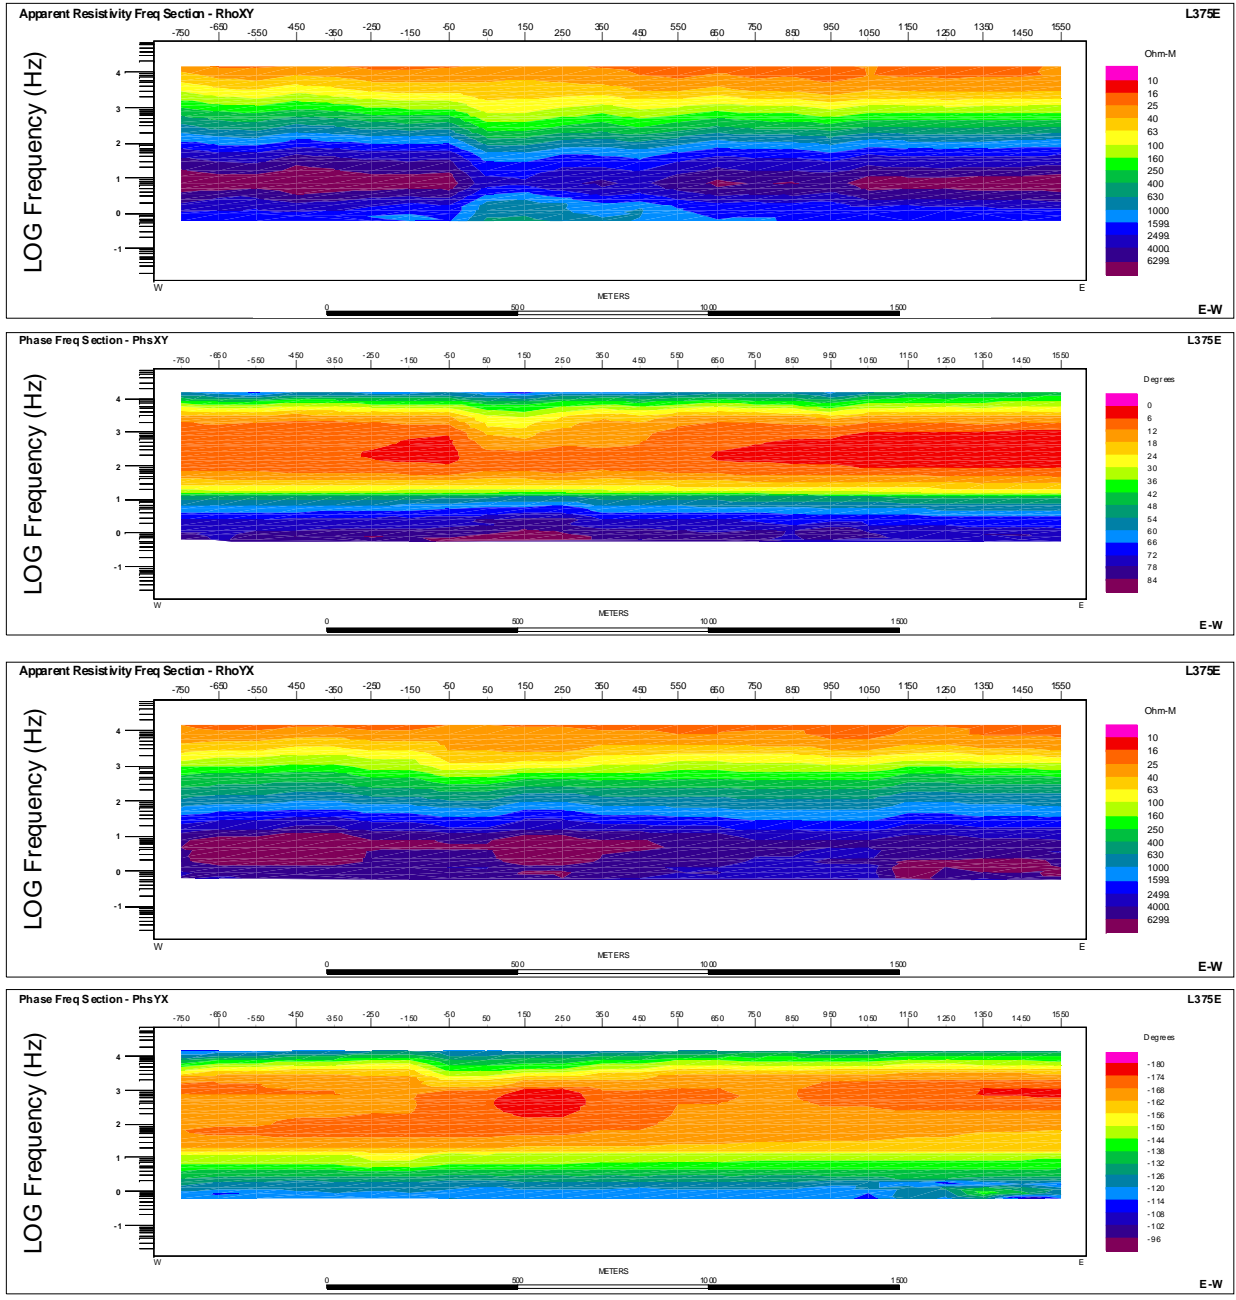 Apparent Resistivity Freq Section - RhoXY L375E
-750 -650 -550 -450 -350 -250 -150 -50 50 150 250 350 450 550 650 750 850 950 1050 1150 1250 1350 1450 1550
LOG Frequency (Hz)
4
3
2
1
0
-1
Ohm-M
10
16
25
40
63
100
160
250
400
630
1000
1599.
2499.
4000.
6299.
W E
METERS
0 500 1000 1500
E-W
Phase Freq Section - PhsXY L375E
-750 -650 -550 -450 -350 -250 -150 -50 50 150 250 350 450 550 650 750 850 950 1050 1150 1250 1350 1450 1550
LOG Frequency (Hz)
4
3
2
1
0
-1
Degrees
0
6
12
18
24
30
36
42
48
54
60
66
72
78
84
W E
METERS
0 500 1000 1500
E-W
Apparent Resistivity Freq Section - RhoYX L375E
-750 -650 -550 -450 -350 -250 -150 -50 50 150 250 350 450 550 650 750 850 950 1050 1150 1250 1350 1450 1550
LOG Frequency (Hz)
4
3
2
1
0
-1
Ohm-M
10
16
25
40
63
100
160
250
400
630
1000
1599.
2499.
4000.
6299.
W E
METERS
0 500 1000 1500
E-W
Phase Freq Section - PhsYX L375E
-750 -650 -550 -450 -350 -250 -150 -50 50 150 250 350 450 550 650 750 850 950 1050 1150 1250 1350 1450 1550
LOG Frequency (Hz)
4
3
2
1
0
-1
Degrees
-180
-174
-168
-162
-156
-150
-144
-138
-132
-126
-120
-114
-108
-102
-96
W E
METERS
0 500 1000 1500
E-W